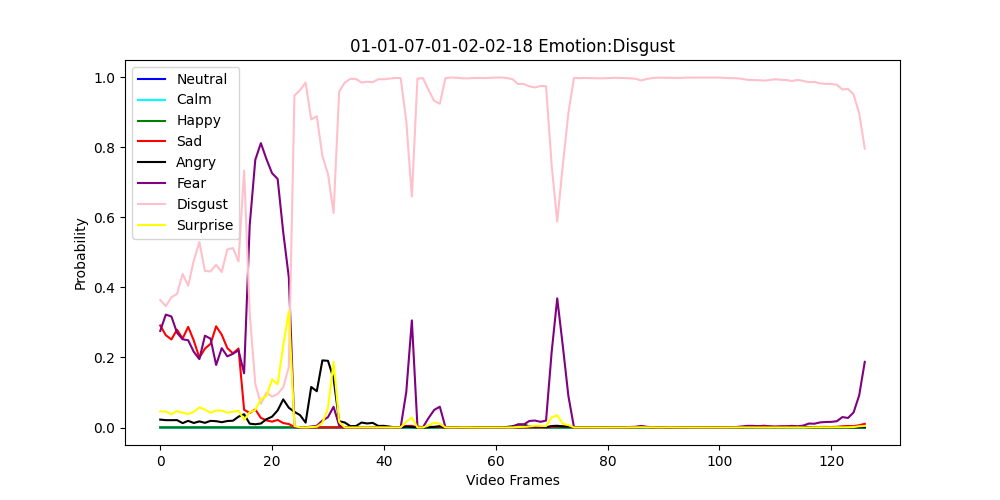 01-01-07-01-02-02-18 Emotion:Disgust
1.0
0.8
0.6
0.4
0.2
0.0
Probability
Neutral
Calm
Happy
Sad
Angry
Fear
Disgust
Surprise
0 20 40 60 80 100 120
Video Frames